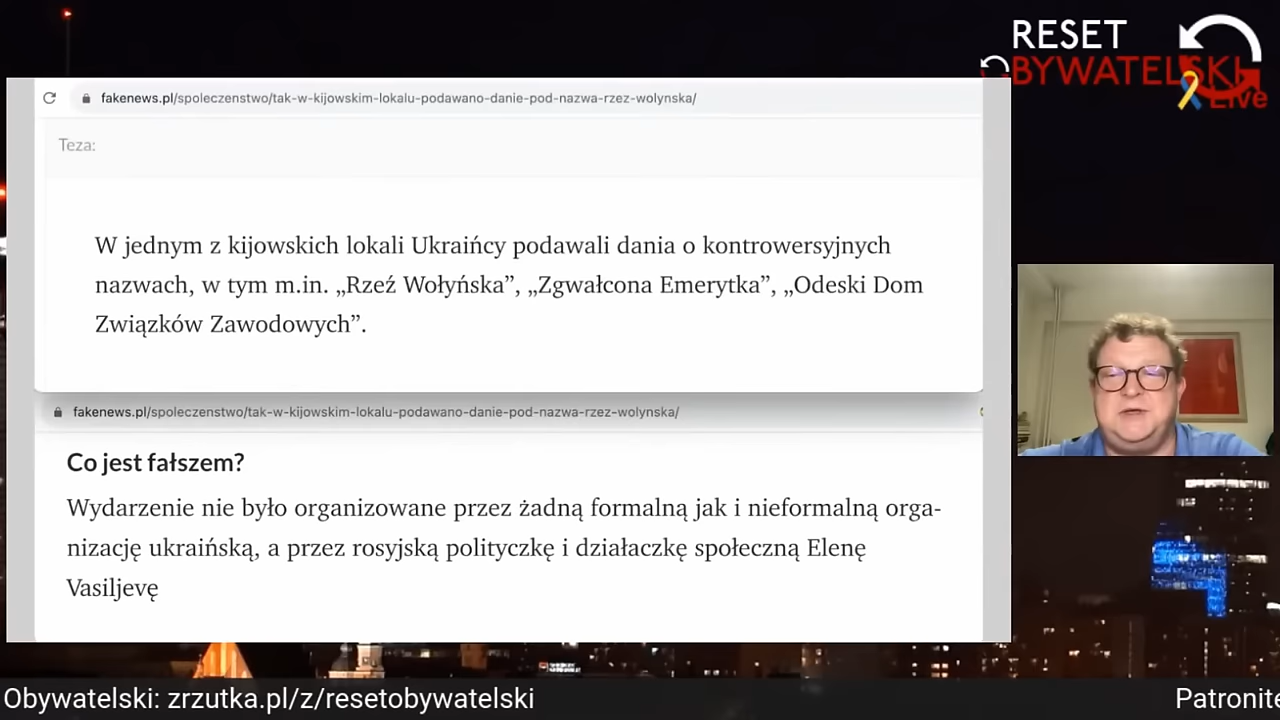 RESET
OBYWATELSKI
Live
fakenews.pl/spoleczenstwo/tak-w-kijowskim-lokalu-podawano-danie-pod-nazwa-rzez-wolynska/
Teza:
W jednym z kijowskich lokali Ukraińcy podawali dania o kontrowersyjnych
nazwach, w tym m.in. „Rzeź Wołyńska”, „Zgwałcona Emerytka”, „Odeski Dom
Związków Zawodowych”.
fakenews.pl/spoleczenstwo/tak-w-kijowskim-lokalu-podawano-danie-pod-nazwa-rzez-wolynska/
Co jest fałszem?
Wydarzenie nie było organizowane przez żadną formalną jak i nieformalną orga-
nizację ukraińską, a przez rosyjską polityczkę i działaczkę społeczną Elenę
Vasiljevę
Obywatelski: zrzutka.pl/z/resetobywatelski Patronite